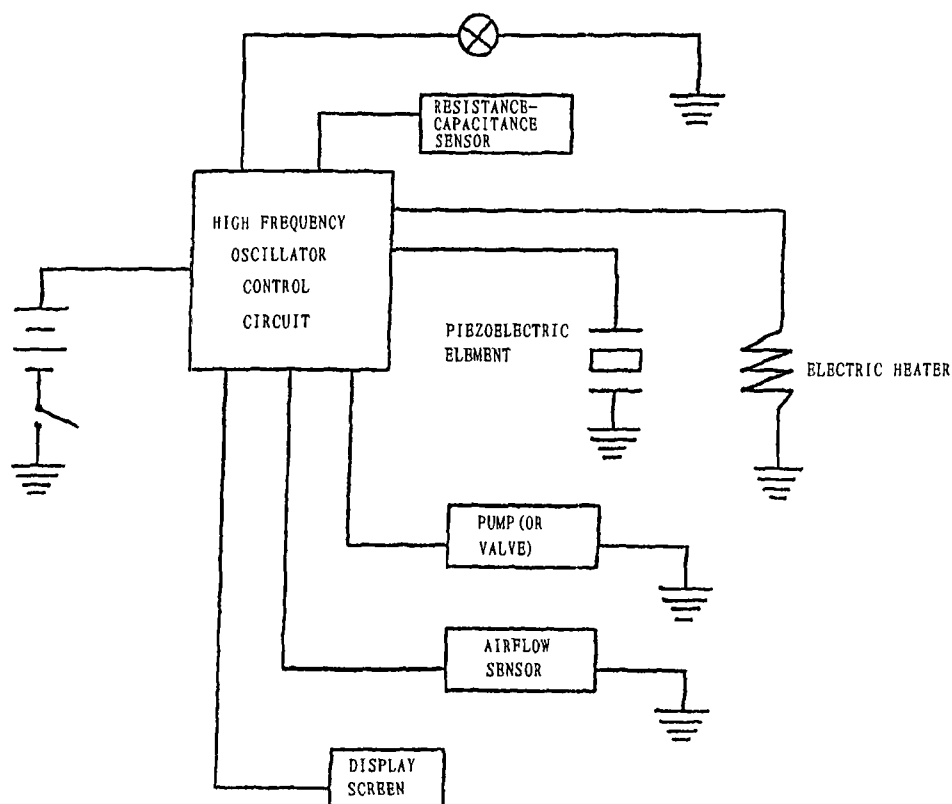 RESISTANCE-
CAPACITANCE
SENSOR
HIGH FREQUENCY
OSCILLATOR
CONTROL
CIRCUIT
PIEZOELECTRIC
ELEMENT
ELECTRIC HEATER
PUMP(OR
VALVE)
AIRFLOW
SENSOR
DISPLAY
SCREEN